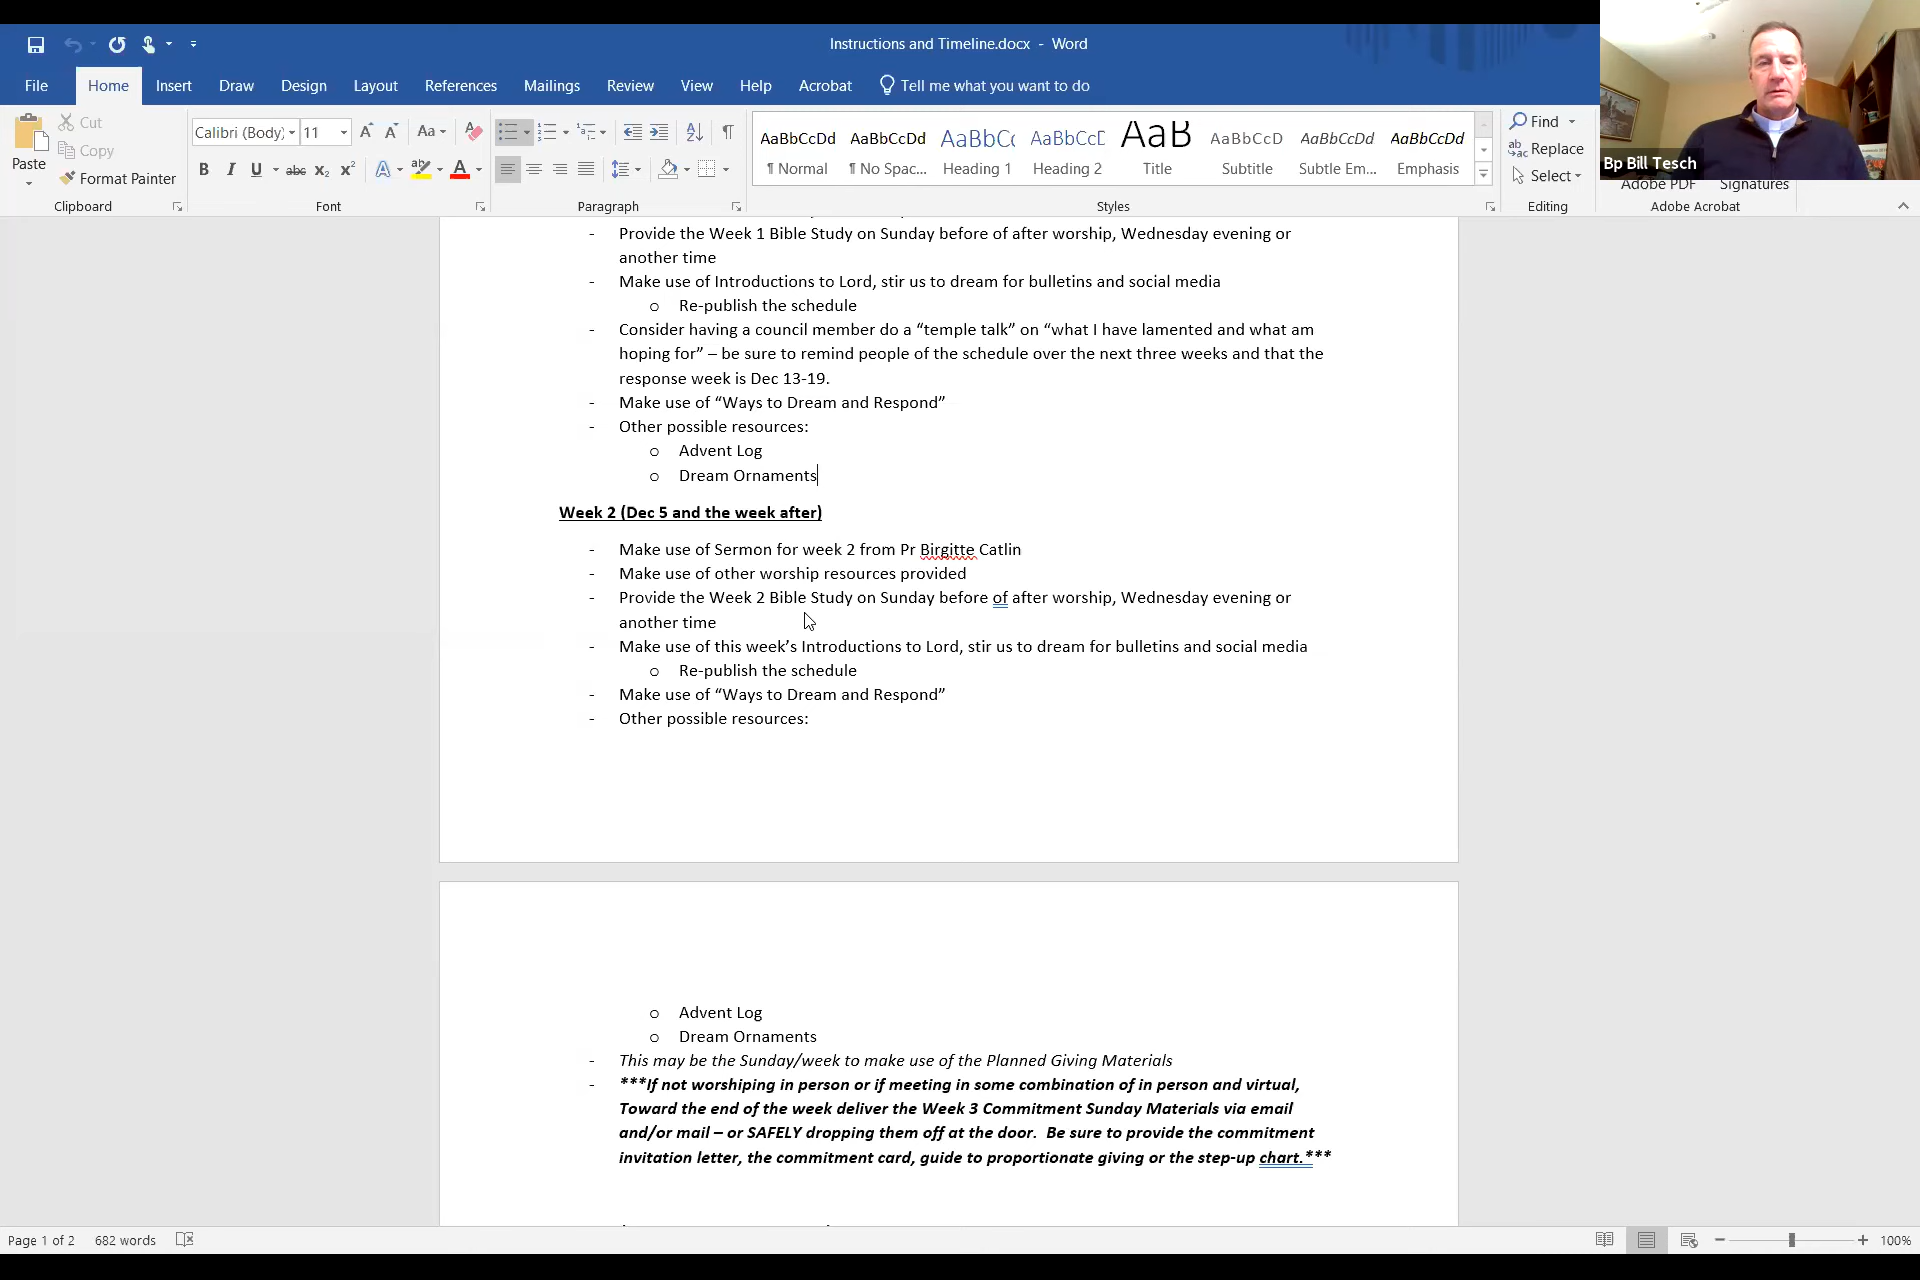 Instructions and Timeline.docx - Word
File Home Insert Draw Design Layout References Mailings Review View Help Acrobat Tell me what you want to do
Paste
Cut
Copy
Format Painter
Clipboard
Calibri (Body) 11
Font
Paragraph
AaBbCcDd AaBbCcDd AaBbCc AaBbCcD AaB AaBbCcD AaBbCcDd AaBbCcDd
¶ Normal ¶ No Spac... Heading 1 Heading 2 Title Subtitle Subtle Em... Emphasis
Styles
Find
Replace
Select
Editing
Adobe PDF Signatures
Adobe Acrobat
Bp Bill Tesch
- Provide the Week 1 Bible Study on Sunday before of after worship, Wednesday evening or
another time
- Make use of Introductions to Lord, stir us to dream for bulletins and social media
o Re-publish the schedule
- Consider having a council member do a “temple talk” on “what I have lamented and what am
hoping for” – be sure to remind people of the schedule over the next three weeks and that the
response week is Dec 13-19.
- Make use of “Ways to Dream and Respond”
- Other possible resources:
o Advent Log
o Dream Ornaments
Week 2 (Dec 5 and the week after)
- Make use of Sermon for week 2 from Pr Birgitte Catlin
- Make use of other worship resources provided
- Provide the Week 2 Bible Study on Sunday before of after worship, Wednesday evening or
another time
- Make use of this week’s Introductions to Lord, stir us to dream for bulletins and social media
o Re-publish the schedule
- Make use of “Ways to Dream and Respond”
- Other possible resources:
o Advent Log
o Dream Ornaments
- This may be the Sunday/week to make use of the Planned Giving Materials
- ***If not worshiping in person or if meeting in some combination of in person and virtual,
Toward the end of the week deliver the Week 3 Commitment Sunday Materials via email
and/or mail – or SAFELY dropping them off at the door. Be sure to provide the commitment
invitation letter, the commitment card, guide to proportionate giving or the step-up chart.***
Page 1 of 2 682 words 100%